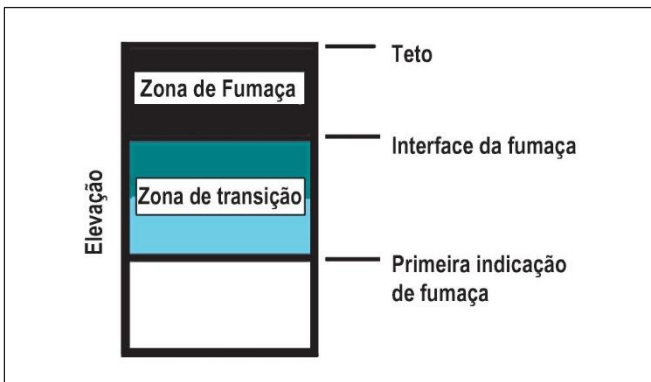 Teto
Zona de Fumaça
Interface da fumaça
Elevação
Zona de transição
Primeira indicação
de fumaça